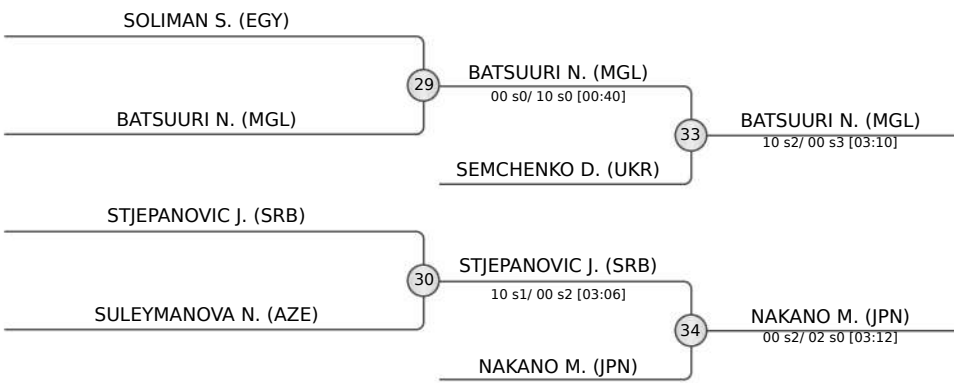 SOLIMAN S. (EGY)
29
BATSUURI N. (MGL)
00 s0/ 10 s0 [00:40]
BATSUURI N. (MGL)
33
BATSUURI N. (MGL)
10 s2/ 00 s3 [03:10]
SEMCHENKO D. (UKR)
STJEPANOVIC J. (SRB)
30
STJEPANOVIC J. (SRB)
10 s1/ 00 s2 [03:06]
SULEYMANOVA N. (AZE)
34
NAKANO M. (JPN)
00 s2/ 02 s0 [03:12]
NAKANO M. (JPN)